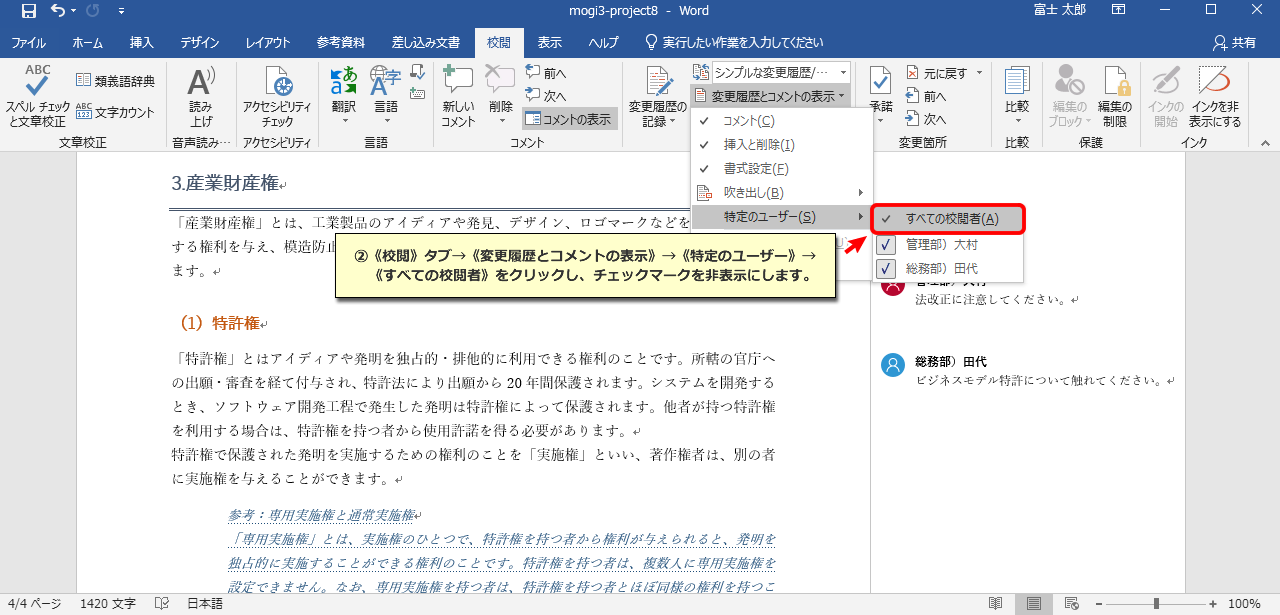 mogi3-project8 - Word
富士 太郎
ファイル ホーム 挿入 デザイン レイアウト 参考資料 差し込み文書 校閲 表示 ヘルプ 実行したい作業を入力してください 共有
ABC
スペル チェック
と文章校正
類義語辞典
文字カウント
文章校正
読み
上げ
音声読み…
アクセシビリティ
チェック
アクセシビリティ
翻訳
言語
言語
新しい
コメント
削除
前へ
次へ
コメントの表示
コメント
変更履歴の
記録
シンプルな変更履歴/…
変更履歴とコメントの表示
承諾
元に戻す
前へ
次へ
変更箇所
比較
比較
編集の
ブロック
編集の
制限
保護
インクの
開始
インクを非
表示にする
インク
コメント(C)
挿入と削除(I)
書式設定(F)
吹き出し(B)
特定のユーザー(S)
すべての校閲者(A)
管理部）大村
総務部）田代
3.産業財産権
「産業財産権」とは、工業製品のアイディアや発見、デザイン、ロゴマークなどを
する権利を与え、模造防止
ます。
②《校閲》タブ→《変更履歴とコメントの表示》→《特定のユーザー》→
《すべての校閲者》をクリックし、チェックマークを非表示にします。
（1）特許権
「特許権」とはアイディアや発明を独占的・排他的に利用できる権利のことです。所轄の官庁へ
の出願・審査を経て付与され、特許法により出願から 20 年間保護されます。システムを開発する
とき、ソフトウェア開発工程で発生した発明は特許権によって保護されます。他者が持つ特許権
を利用する場合は、特許権を持つ者から使用許諾を得る必要があります。
特許権で保護された発明を実施するための権利のことを「実施権」といい、著作権者は、別の者
に実施権を与えることができます。
参考：専用実施権と通常実施権
「専用実施権」とは、実施権のひとつで、特許権を持つ者から権利が与えられると、発明を
独占的に実施することができる権利のことです。特許権を持つ者は、複数人に専用実施権を
設定できません。なお、専用実施権を持つ者は、特許権を持つ者とほぼ同様の権利を持つこ
法改正に注意してください。
総務部）田代
ビジネスモデル特許について触れてください。
4/4 ページ 1420 文字 日本語 100%